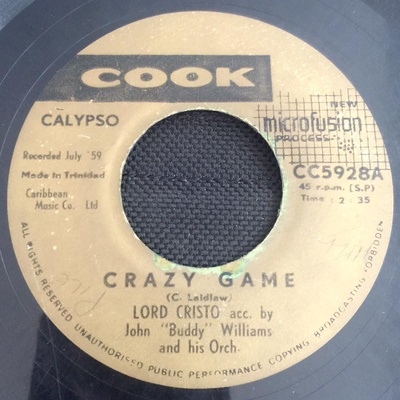 COOK
CALYPSO
NEW
microfusion
PROCESS
Recorded July '59
Made in Trinidad
Caribbean
Music Co. Ltd
CC5928A
45 r.p.m. (S.P)
Time : 2 . 35
CRAZY GAME
(C. Laidlaw)
LORD CRISTO acc. by
John "Buddy" Williams
and his Orch.
ALL RIGHTS RESERVED UNAUTHORISED PUBLIC PERFORMANCE COPYING BROADCASTING FORBIDDEN